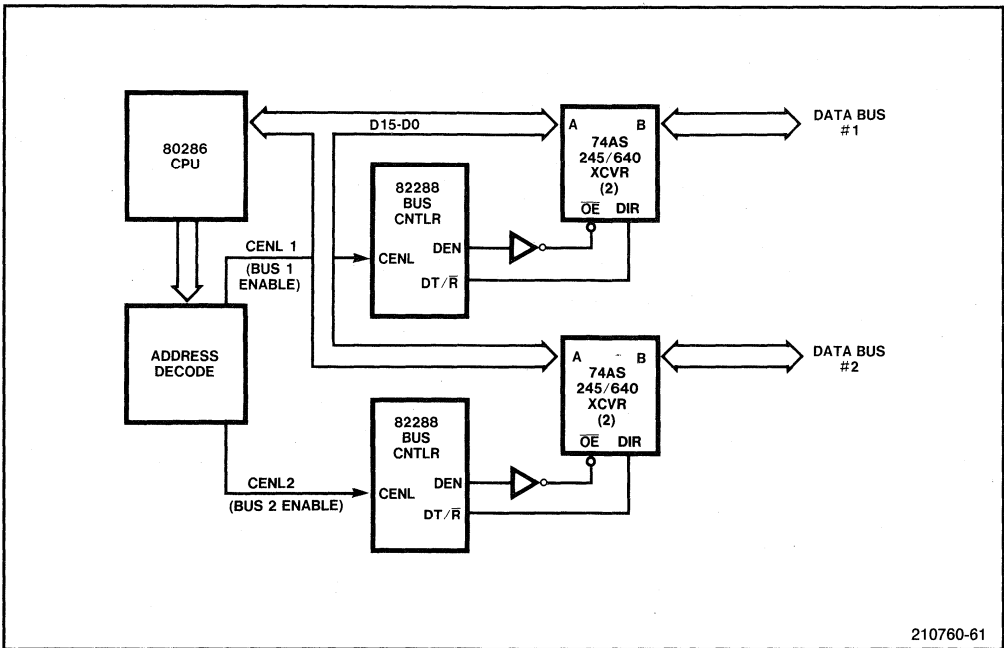 80286
CPU
D15-D0
A B
74AS
245/640
XCVR
(2)
O̅E̅ DIR
DATA BUS
#1
82288
BUS
CNTLR
CENL
DEN
DT/R̅
CENL 1
(BUS 1
ENABLE)
ADDRESS
DECODE
A B
74AS
245/640
XCVR
(2)
O̅E̅ DIR
DATA BUS
#2
82288
BUS
CNTLR
CENL
DEN
DT/R̅
CENL2
(BUS 2 ENABLE)
210760-61